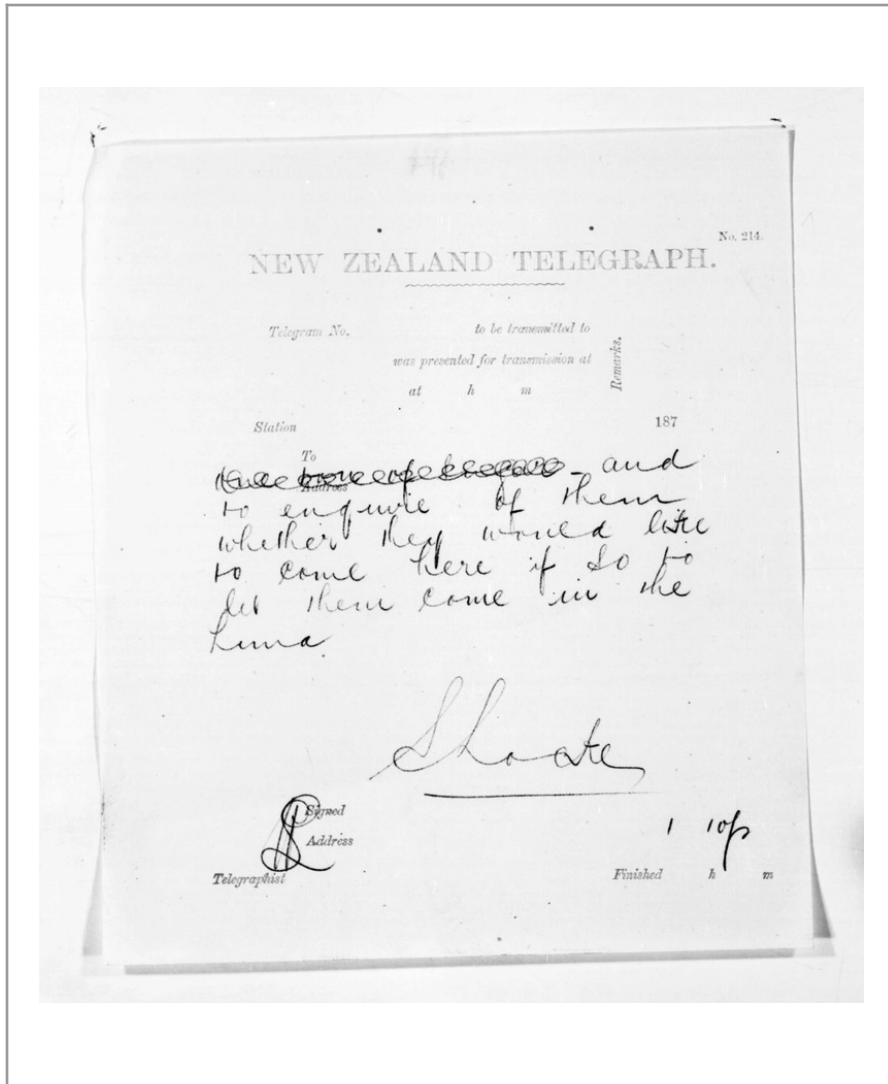 No. 214.
NEW ZEALAND TELEGRAPH.
Telegram No. to be transmitted to
was presented for transmission at
at h m
Remarks.
Station 187
To
and
Address
to enquire of them
whether they would like
to come here if so to
let them come in the
Luna
S Locke
Signed
Address
1 10p
Telegraphist
Finished h m